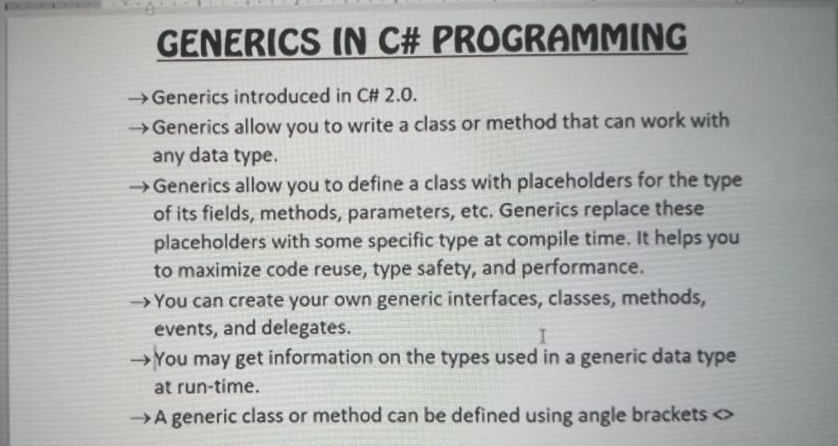 GENERICS IN C# PROGRAMMING
→Generics introduced in C# 2.0.
→Generics allow you to write a class or method that can work with
any data type.
→Generics allow you to define a class with placeholders for the type
of its fields, methods, parameters, etc. Generics replace these
placeholders with some specific type at compile time. It helps you
to maximize code reuse, type safety, and performance.
→You can create your own generic interfaces, classes, methods,
events, and delegates.
→You may get information on the types used in a generic data type
at run-time.
→A generic class or method can be defined using angle brackets <>